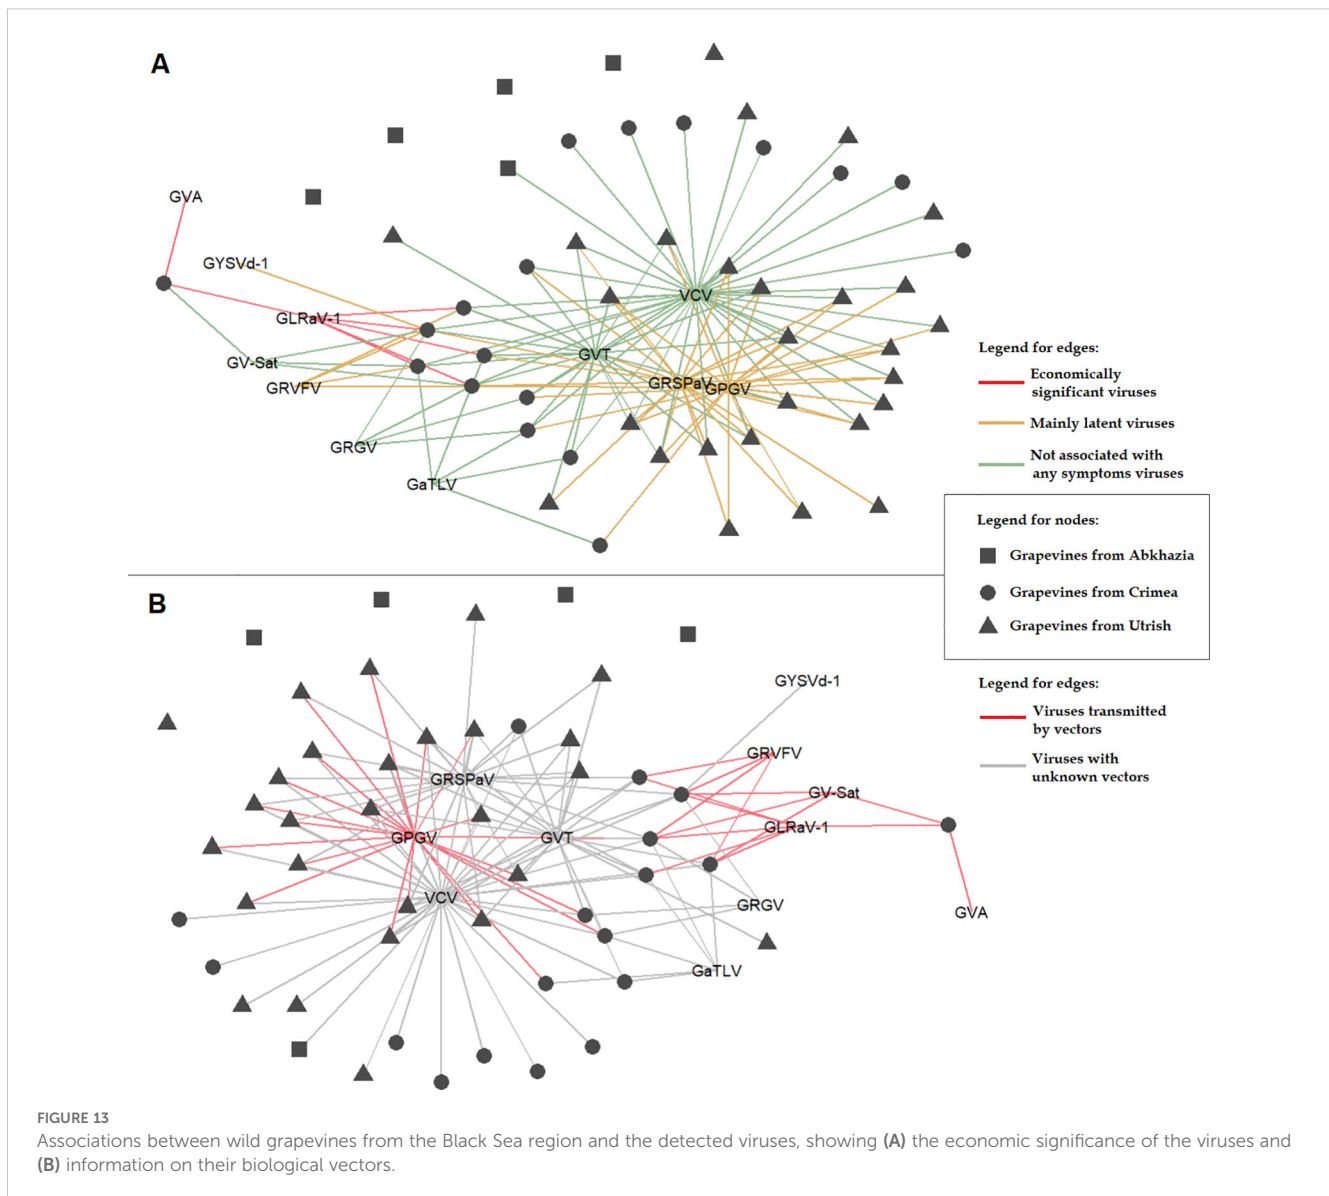 A
GVA
GYSVd-1
GLRaV-1
GV-Sat
GRVFV
GRGV
GaTLV
VCV
GVT
GRSPaV
GPGV
Legend for edges:
Economically
significant viruses
Mainly latent viruses
Not associated with
any symptoms viruses
Legend for nodes:
Grapevines from Abkhazia
Grapevines from Crimea
Grapevines from Utrish
B
GYSVd-1
GRVFV
GV-Sat
GLRaV-1
GRSPaV
GPGV
GVT
VCV
GRGV
GVA
GaTLV
Legend for edges:
Viruses transmitted
by vectors
Viruses with
unknown vectors
FIGURE 13
Associations between wild grapevines from the Black Sea region and the detected viruses, showing (A) the economic significance of the viruses and
(B) information on their biological vectors.